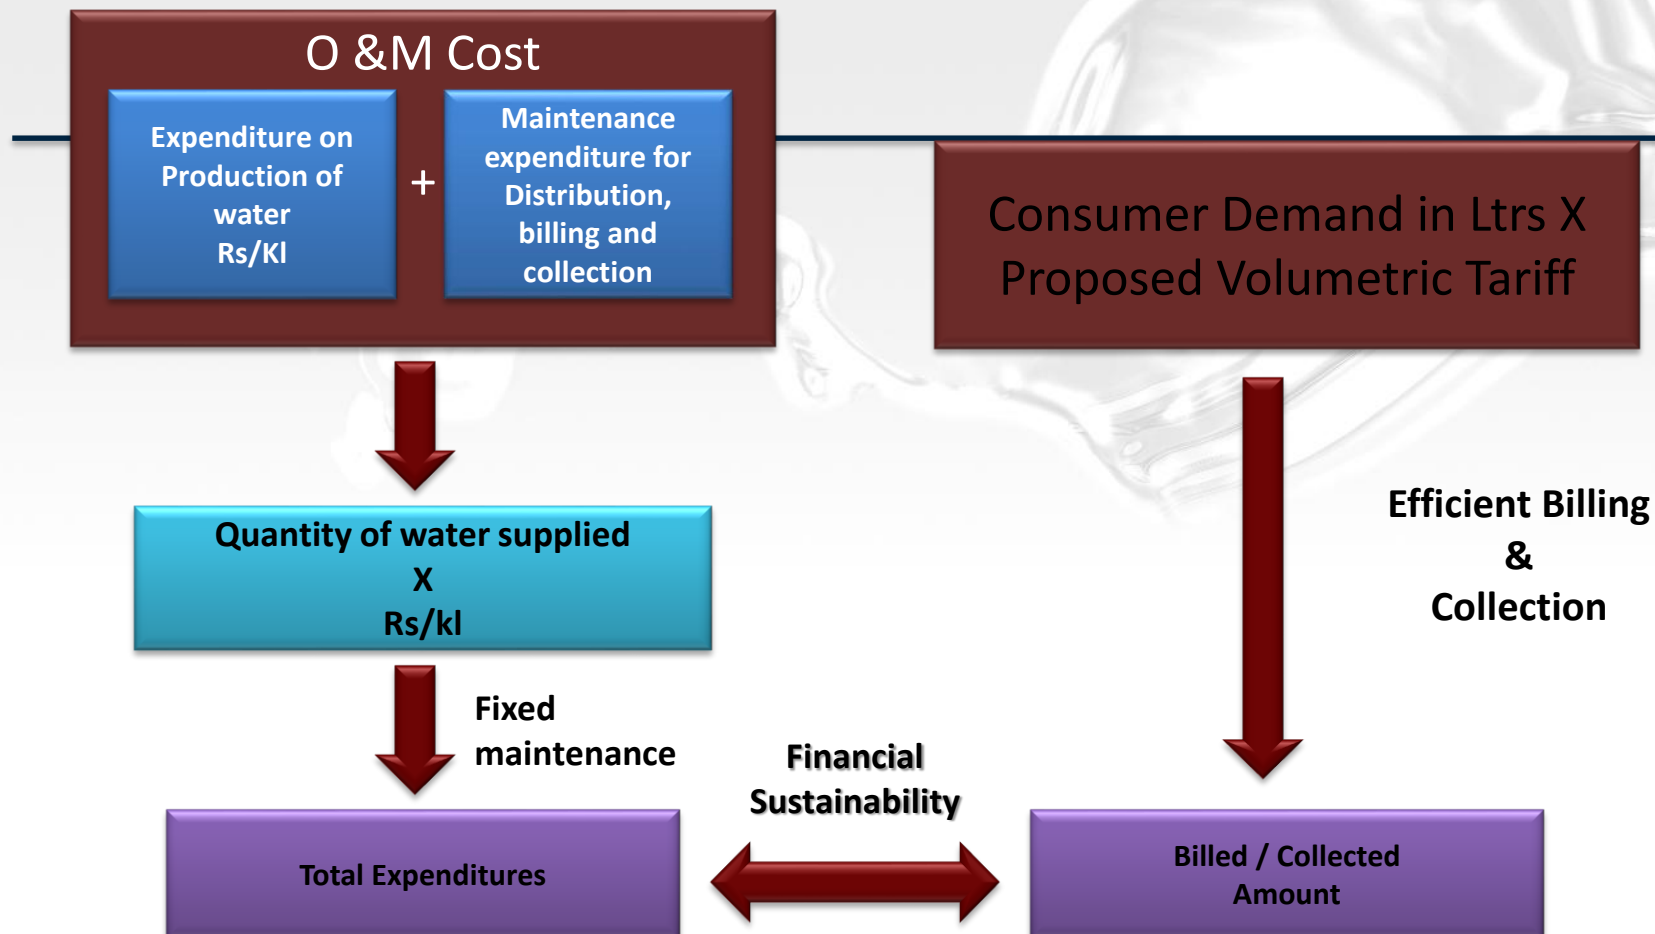 O &M Cost
Expenditure on
Production of
water
Rs/Kl
+
Maintenance
expenditure for
Distribution,
billing and
collection
Consumer Demand in Ltrs X
Proposed Volumetric Tariff
Quantity of water supplied
X
Rs/kl
Efficient Billing
&
Collection
Fixed
maintenance
Financial
Sustainability
Total Expenditures
Billed / Collected
Amount